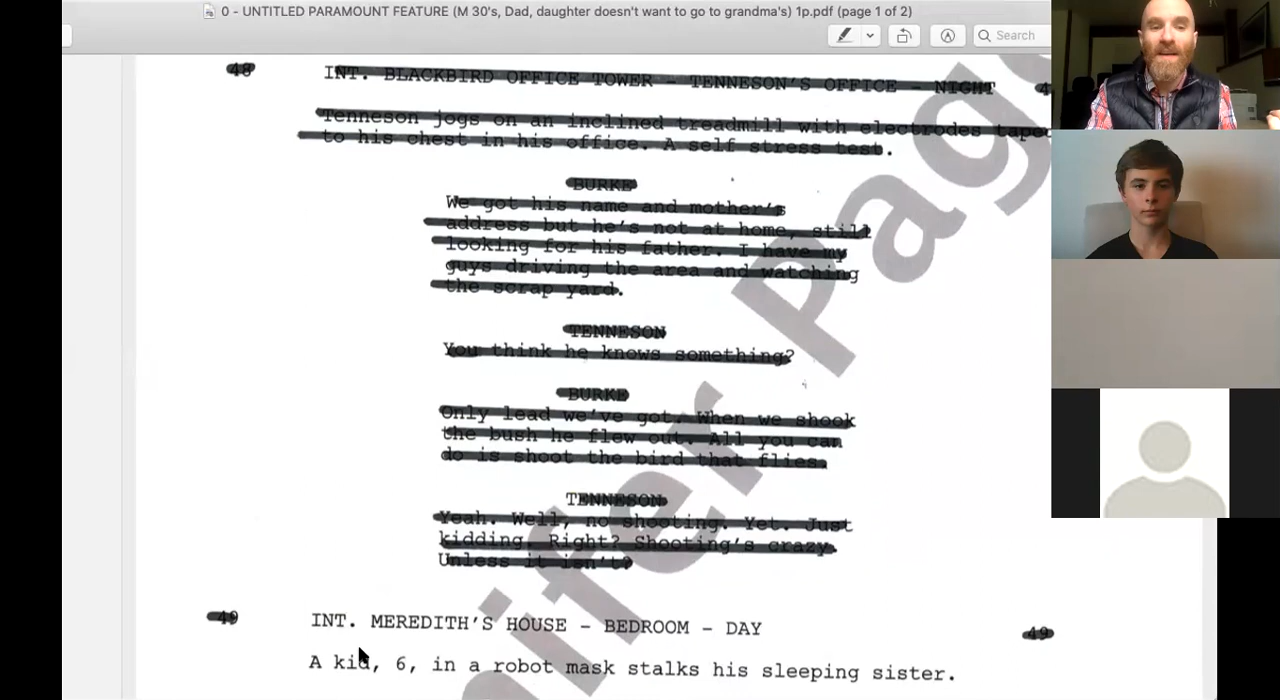 0 - UNTITLED PARAMOUNT FEATURE (M 30's, Dad, daughter doesn't want to go to grandma's) 1p.pdf (page 1 of 2)
Search
48 INT. BLACKBIRD OFFICE TOWER - TENNESON'S OFFICE - NIGHT
Tenneson jogs on an inclined treadmill with electrodes
to his chest in his office. A self stress test.
BURKE
We got his name and mother's
address but he's not at home, still
looking for his father. I have my
guys driving the area and watching
the scrap yard.
TENNESON
You think he knows something?
BURKE
Only lead we've got. When we shook
the bush he flew out. All you can
do is shoot the bird that flies.
TENNESON
Yeah. Well, no shooting. Yet. Just
kidding. Right? Shooting's crazy.
Unless it isn't?
49 INT. MEREDITH'S HOUSE - BEDROOM - DAY 49
A kid, 6, in a robot mask stalks his sleeping sister.